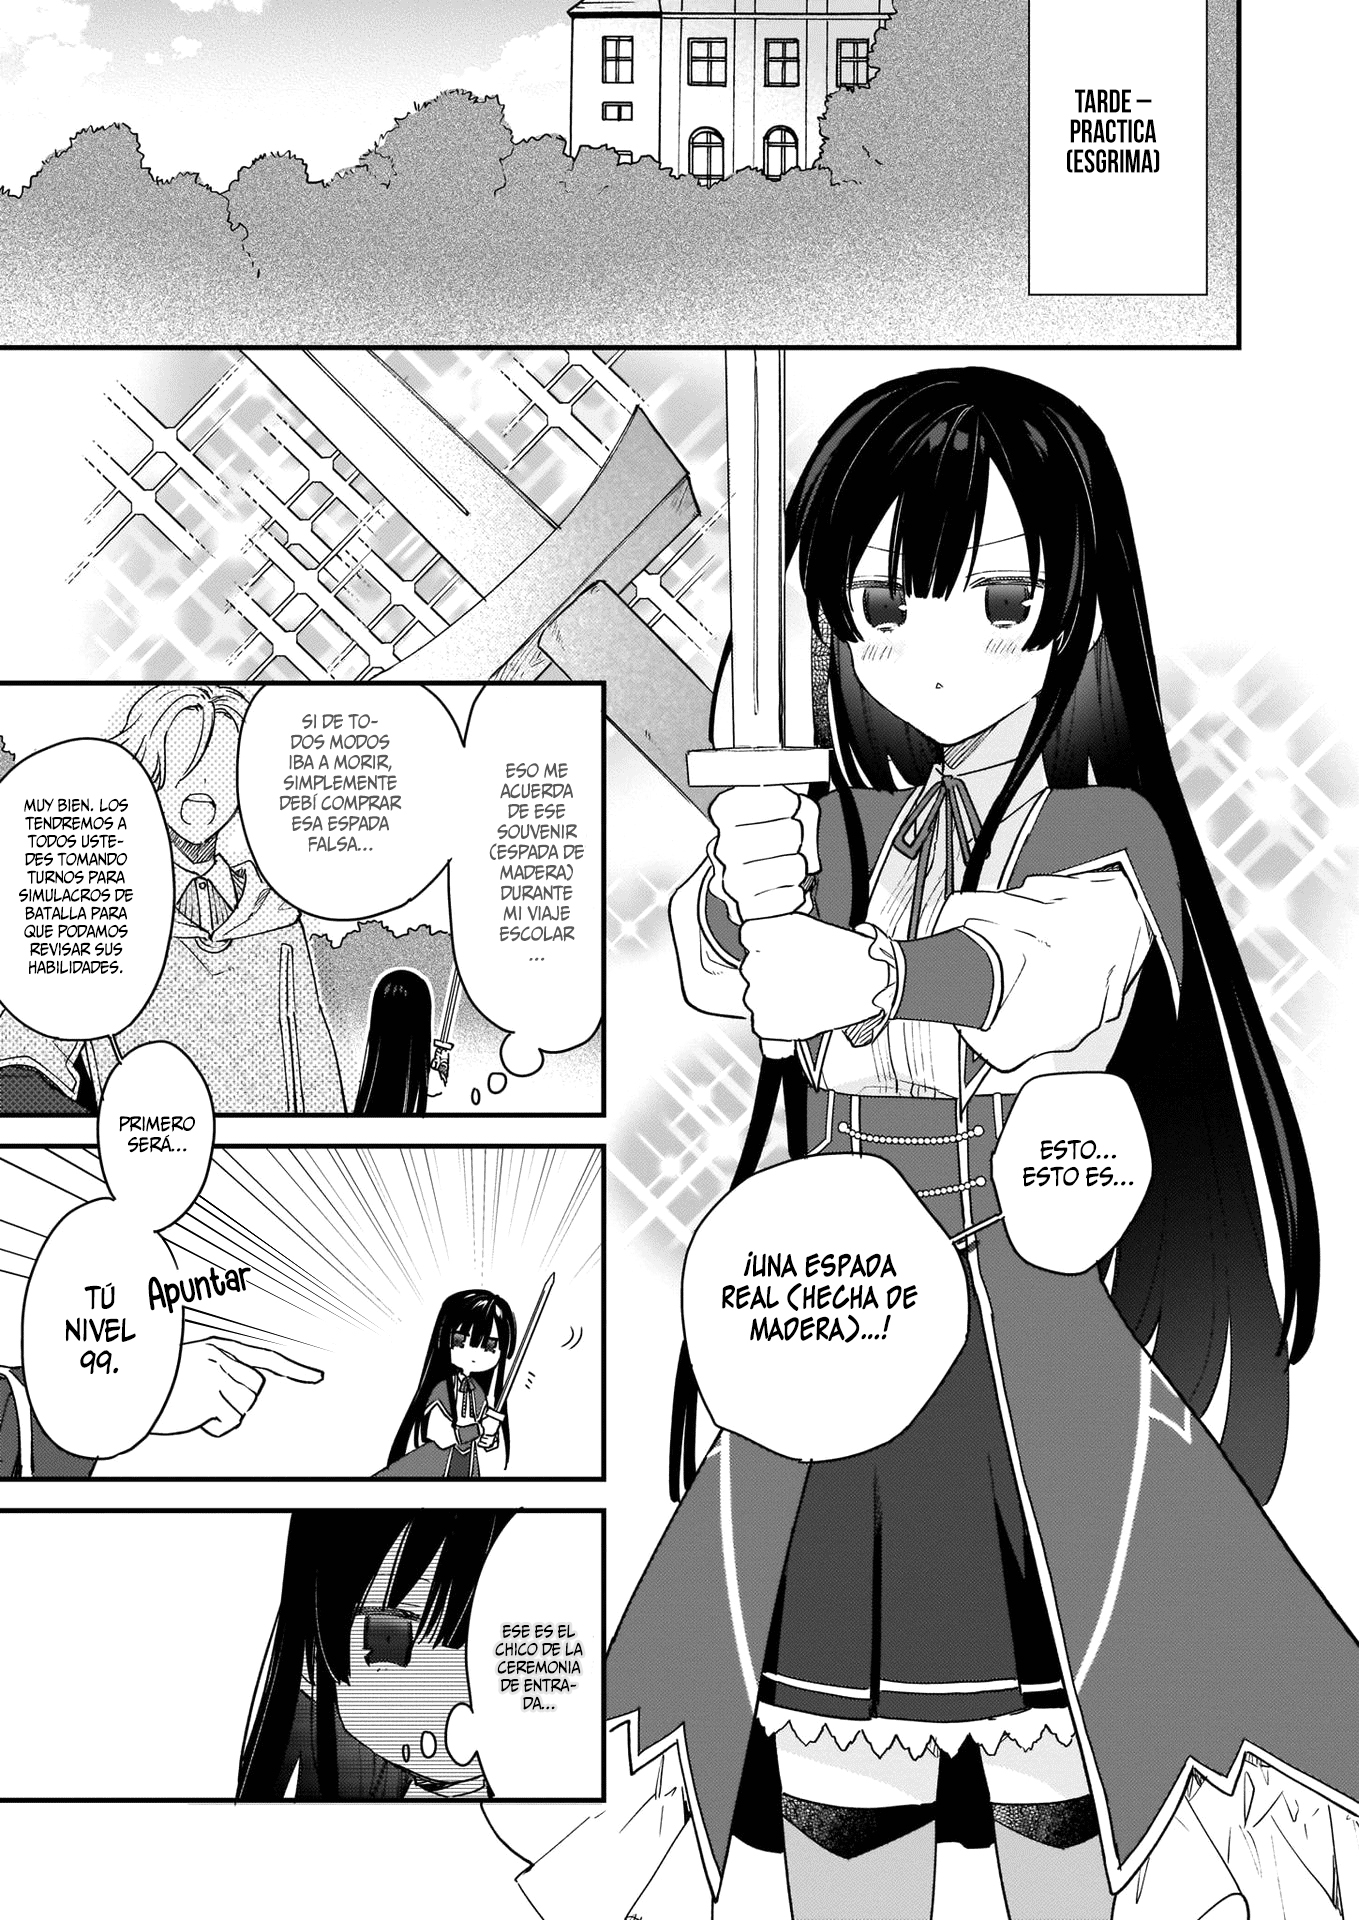 TARDE –
PRACTICA
(ESGRIMA)
ESTO...
ESTO ES...
¡UNA ESPADA
REAL (HECHA DE
MADERA)...!
ESO ME
ACUERDA
DE ESE
SOUVENIR
(ESPADA DE
MADERA)
DURANTE
MI VIAJE
ESCOLAR
...
SI DE TO-
DOS MODOS
IBA A MORIR,
SIMPLEMENTE
DEBÍ COMPRAR
ESA ESPADA
FALSA...
MUY BIEN. LOS
TENDREMOS A
TODOS USTE-
DES TOMANDO
TURNOS PARA
SIMULACROS DE
BATALLA PARA
QUE PODAMOS
REVISAR SUS
HABILIDADES.
PRIMERO
SERÁ...
TÚ
NIVEL
99.
Apuntar
ESE ES EL
CHICO DE LA
CEREMONIA
DE ENTRA-
DA...